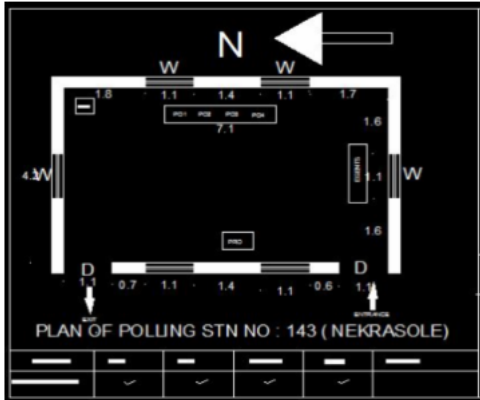 N
W W
1.8 1.1 1.4 1.1 1.7
PO1 PO2 PO3 PO4
7.1
1.6
W 1.1 W
1.6
PRO
D D
1.1 0.7 1.1 1.4 1.1 0.6 1.1
EXIT ENTRANCE
PLAN OF POLLING STN NO : 143 ( NEKRASOLE)